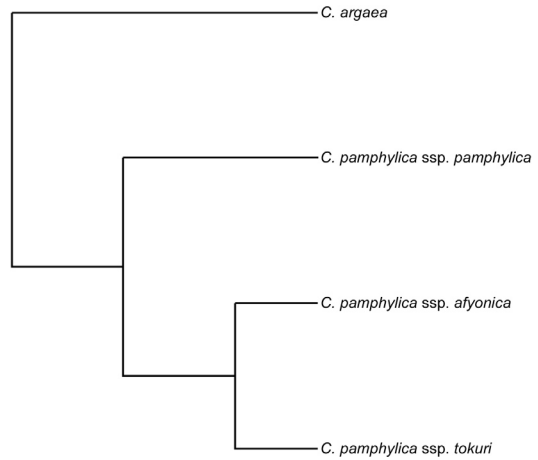 C. argaea
C. pamphylica ssp. pamphylica
C. pamphylica ssp. afyonica
C. pamphylica ssp. tokuri